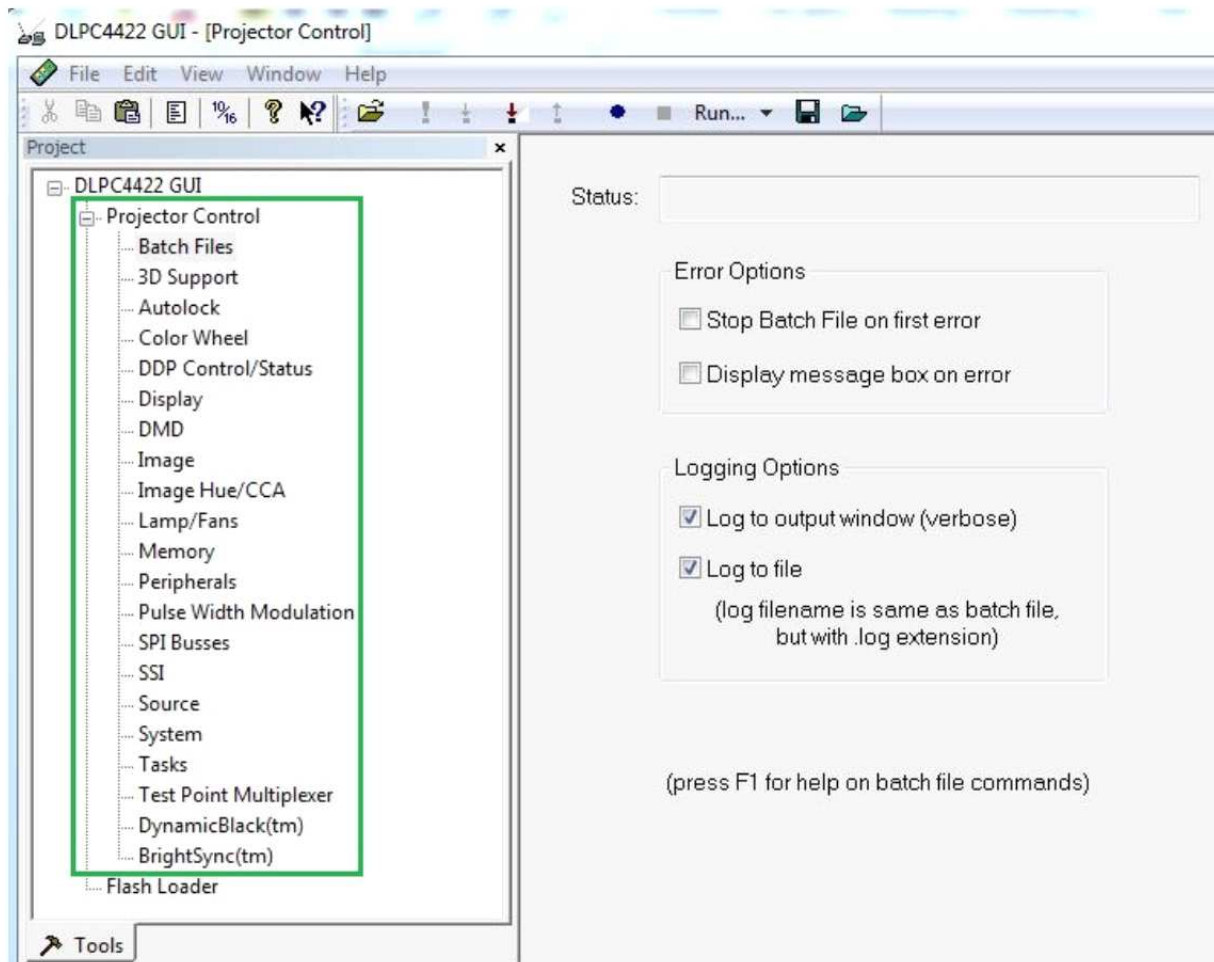 DLPC4422 GUI - [Projector Control]
File Edit View Window Help
10/16 Run...
Project
DLPC4422 GUI
Projector Control
Batch Files
3D Support
Autolock
Color Wheel
DDP Control/Status
Display
DMD
Image
Image Hue/CCA
Lamp/Fans
Memory
Peripherals
Pulse Width Modulation
SPI Busses
SSI
Source
System
Tasks
Test Point Multiplexer
DynamicBlack(tm)
BrightSync(tm)
Flash Loader
Tools
Status:
Error Options
Stop Batch File on first error
Display message box on error
Logging Options
Log to output window (verbose)
Log to file
(log filename is same as batch file,
but with .log extension)
(press F1 for help on batch file commands)